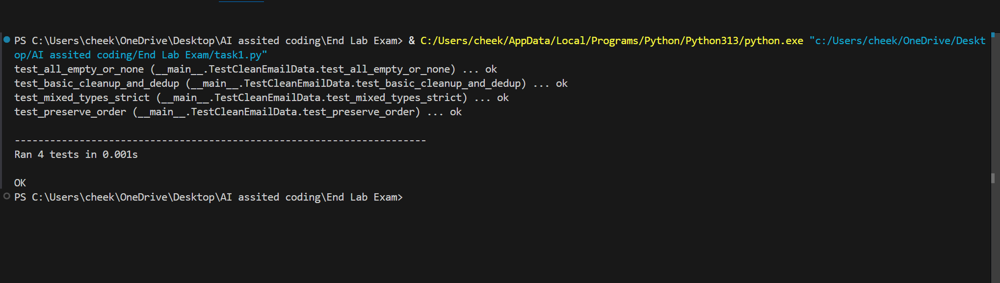 PS C:\Users\cheek\OneDrive\Desktop\AI assited coding\End Lab Exam> & C:/Users/cheek/AppData/Local/Programs/Python/Python313/python.exe "c:/Users/cheek/OneDrive/Deskt
op/AI assited coding/End Lab Exam/task1.py"
test_all_empty_or_none (__main__.TestCleanEmailData.test_all_empty_or_none) ... ok
test_basic_cleanup_and_dedup (__main__.TestCleanEmailData.test_basic_cleanup_and_dedup) ... ok
test_mixed_types_strict (__main__.TestCleanEmailData.test_mixed_types_strict) ... ok
test_preserve_order (__main__.TestCleanEmailData.test_preserve_order) ... ok
----------------------------------------------------------------------
Ran 4 tests in 0.001s
OK
PS C:\Users\cheek\OneDrive\Desktop\AI assited coding\End Lab Exam>